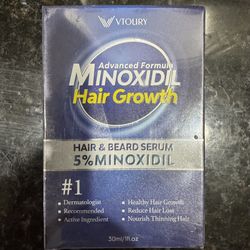 VTOURY
Advanced Formula
MINOXIDIL
Hair Growth
HAIR & BEARD SERUM
5% MINOXIDIL
#1
• Dermatologist
• Recommended
• Active Ingredient
• Healthy Hair Growth
• Reduce Hair Loss
• Nourish Thinning Hair
30ml/1fl.oz